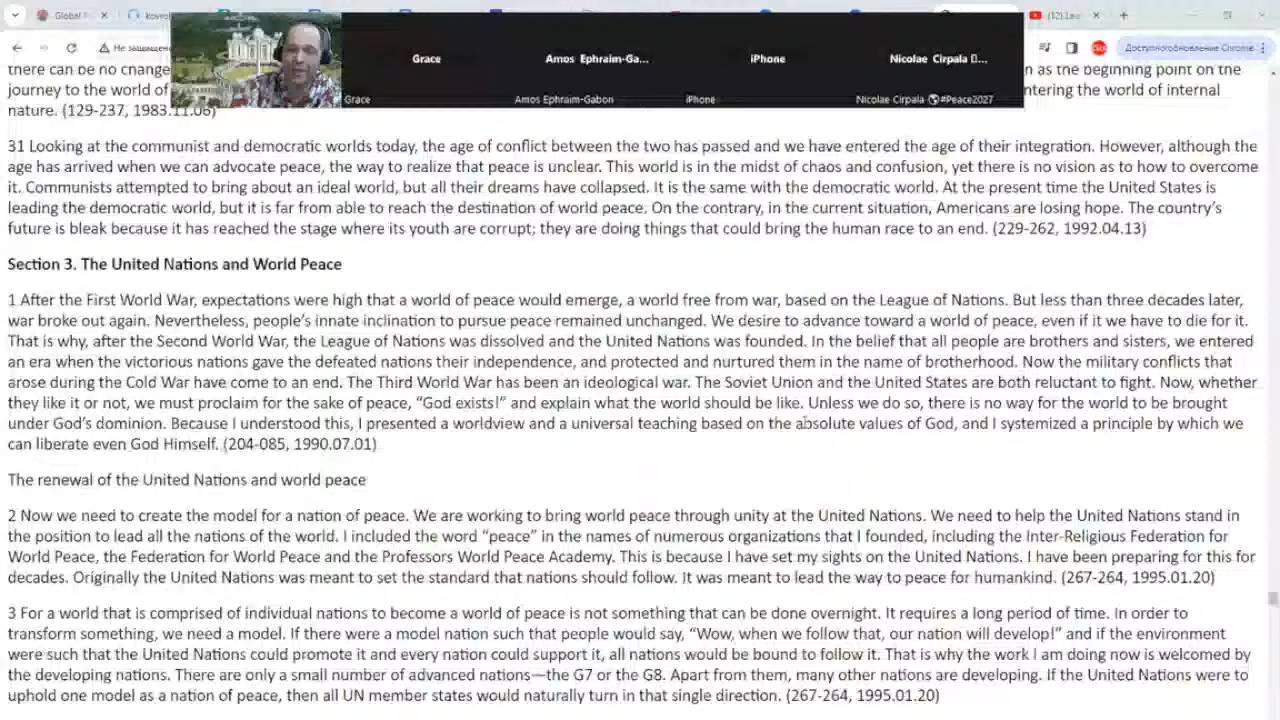 Global
Не защищено
Доступно обновление Chrome
Grace
Amos Ephraim-Ga...
iPhone
Nicolae Cirpala
Grace
Amos Ephraim-Gabon
iPhone
Nicolae Cirpala #Peace2027
there can be no change n as the beginning point on the
journey to the world of ntering the world of internal
nature. (129-237, 1983.11.06)
31 Looking at the communist and democratic worlds today, the age of conflict between the two has passed and we have entered the age of their integration. However, although the
age has arrived when we can advocate peace, the way to realize that peace is unclear. This world is in the midst of chaos and confusion, yet there is no vision as to how to overcome
it. Communists attempted to bring about an ideal world, but all their dreams have collapsed. It is the same with the democratic world. At the present time the United States is
leading the democratic world, but it is far from able to reach the destination of world peace. On the contrary, in the current situation, Americans are losing hope. The country's
future is bleak because it has reached the stage where its youth are corrupt; they are doing things that could bring the human race to an end. (229-262, 1992.04.13)
Section 3. The United Nations and World Peace
1 After the First World War, expectations were high that a world of peace would emerge, a world free from war, based on the League of Nations. But less than three decades later,
war broke out again. Nevertheless, people's innate inclination to pursue peace remained unchanged. We desire to advance toward a world of peace, even if it we have to die for it.
That is why, after the Second World War, the League of Nations was dissolved and the United Nations was founded. In the belief that all people are brothers and sisters, we entered
an era when the victorious nations gave the defeated nations their independence, and protected and nurtured them in the name of brotherhood. Now the military conflicts that
arose during the Cold War have come to an end. The Third World War has been an ideological war. The Soviet Union and the United States are both reluctant to fight. Now, whether
they like it or not, we must proclaim for the sake of peace, “God exists!” and explain what the world should be like. Unless we do so, there is no way for the world to be brought
under God's dominion. Because I understood this, I presented a worldview and a universal teaching based on the absolute values of God, and I systemized a principle by which we
can liberate even God Himself. (204-085, 1990.07.01)
The renewal of the United Nations and world peace
2 Now we need to create the model for a nation of peace. We are working to bring world peace through unity at the United Nations. We need to help the United Nations stand in
the position to lead all the nations of the world. I included the word “peace” in the names of numerous organizations that I founded, including the Inter-Religious Federation for
World Peace, the Federation for World Peace and the Professors World Peace Academy. This is because I have set my sights on the United Nations. I have been preparing for this for
decades. Originally the United Nations was meant to set the standard that nations should follow. It was meant to lead the way to peace for humankind. (267-264, 1995.01.20)
3 For a world that is comprised of individual nations to become a world of peace is not something that can be done overnight. It requires a long period of time. In order to
transform something, we need a model. If there were a model nation such that people would say, “Wow, when we follow that, our nation will develop!” and if the environment
were such that the United Nations could promote it and every nation could support it, all nations would be bound to follow it. That is why the work I am doing now is welcomed by
the developing nations. There are only a small number of advanced nations—the G7 or the G8. Apart from them, many other nations are developing. If the United Nations were to
uphold one model as a nation of peace, then all UN member states would naturally turn in that single direction. (267-264, 1995.01.20)